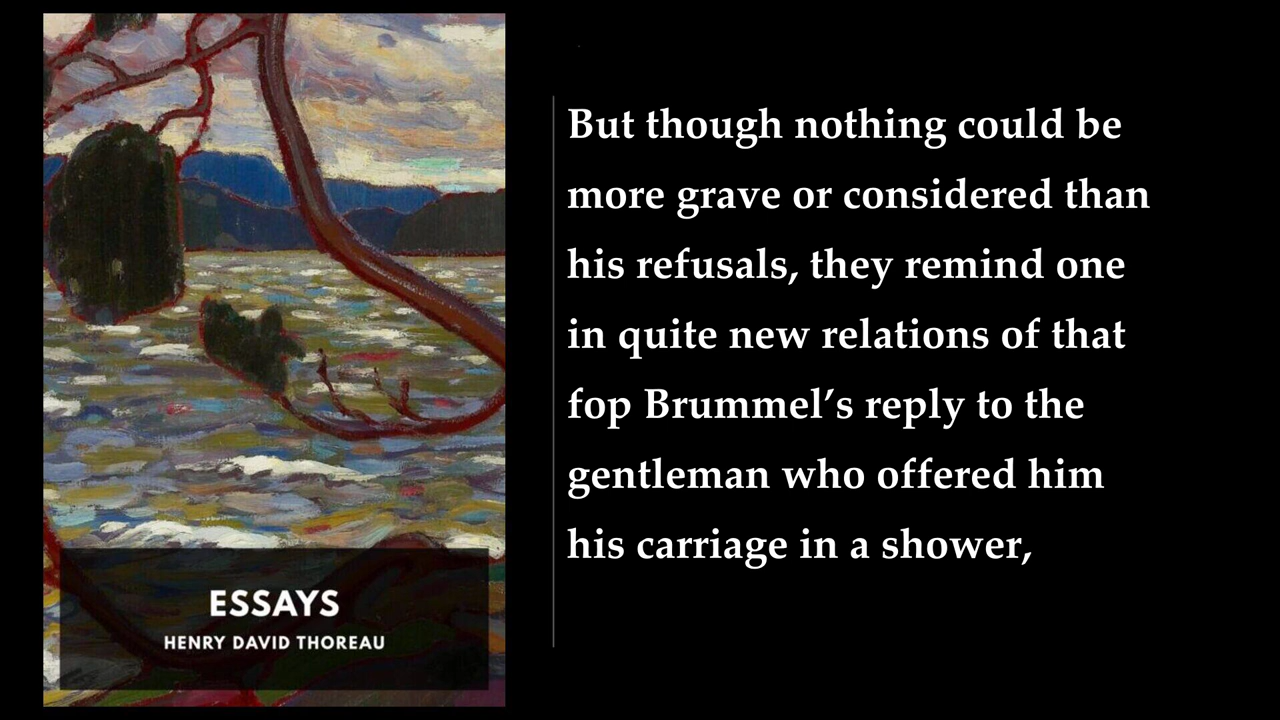 ESSAYS
HENRY DAVID THOREAU
But though nothing could be
more grave or considered than
his refusals, they remind one
in quite new relations of that
fop Brummel’s reply to the
gentleman who offered him
his carriage in a shower,